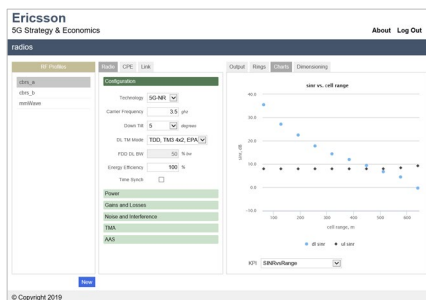 Ericsson
5G Strategy & Economics
About Log Out
radios
RF Profiles
cbrs_a
cbrs_b
mmWave
New
Radio CPE Link
Configuration
Technology 5G-NR
Carrier Frequency 3.5 ghz
Down Tilt 5 degrees
DL TM Mode TDD, TM3 4x2, EPA
FDD DL BW 50 % bw
Energy Efficiency 100 %
Time Synch
Power
Gains and Losses
Noise and Interference
TMA
AAS
Output Rings Charts Dimensioning
sinr vs. cell range
40.0
30.0
20.0
10.0
0.0
-10.0
sinr, db
100 200 300 400 500 600
cell range, m
dl sinr ul sinr
KPI SINRvsRange
© Copyright 2019